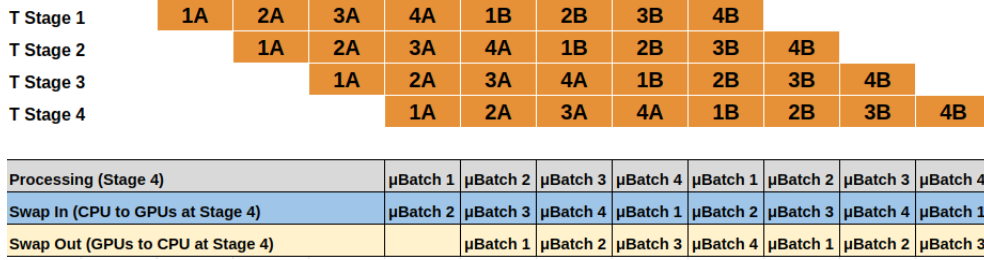 T Stage 1 1A 2A 3A 4A 1B 2B 3B 4B
T Stage 2 1A 2A 3A 4A 1B 2B 3B 4B
T Stage 3 1A 2A 3A 4A 1B 2B 3B 4B
T Stage 4 1A 2A 3A 4A 1B 2B 3B 4B
Processing (Stage 4) µBatch 1 µBatch 2 µBatch 3 µBatch 4 µBatch 1 µBatch 2 µBatch 3 µBatch 4
Swap In (CPU to GPUs at Stage 4) µBatch 2 µBatch 3 µBatch 4 µBatch 1 µBatch 2 µBatch 3 µBatch 4 µBatch 1
Swap Out (GPUs to CPU at Stage 4) µBatch 1 µBatch 2 µBatch 3 µBatch 4 µBatch 1 µBatch 2 µBatch 3